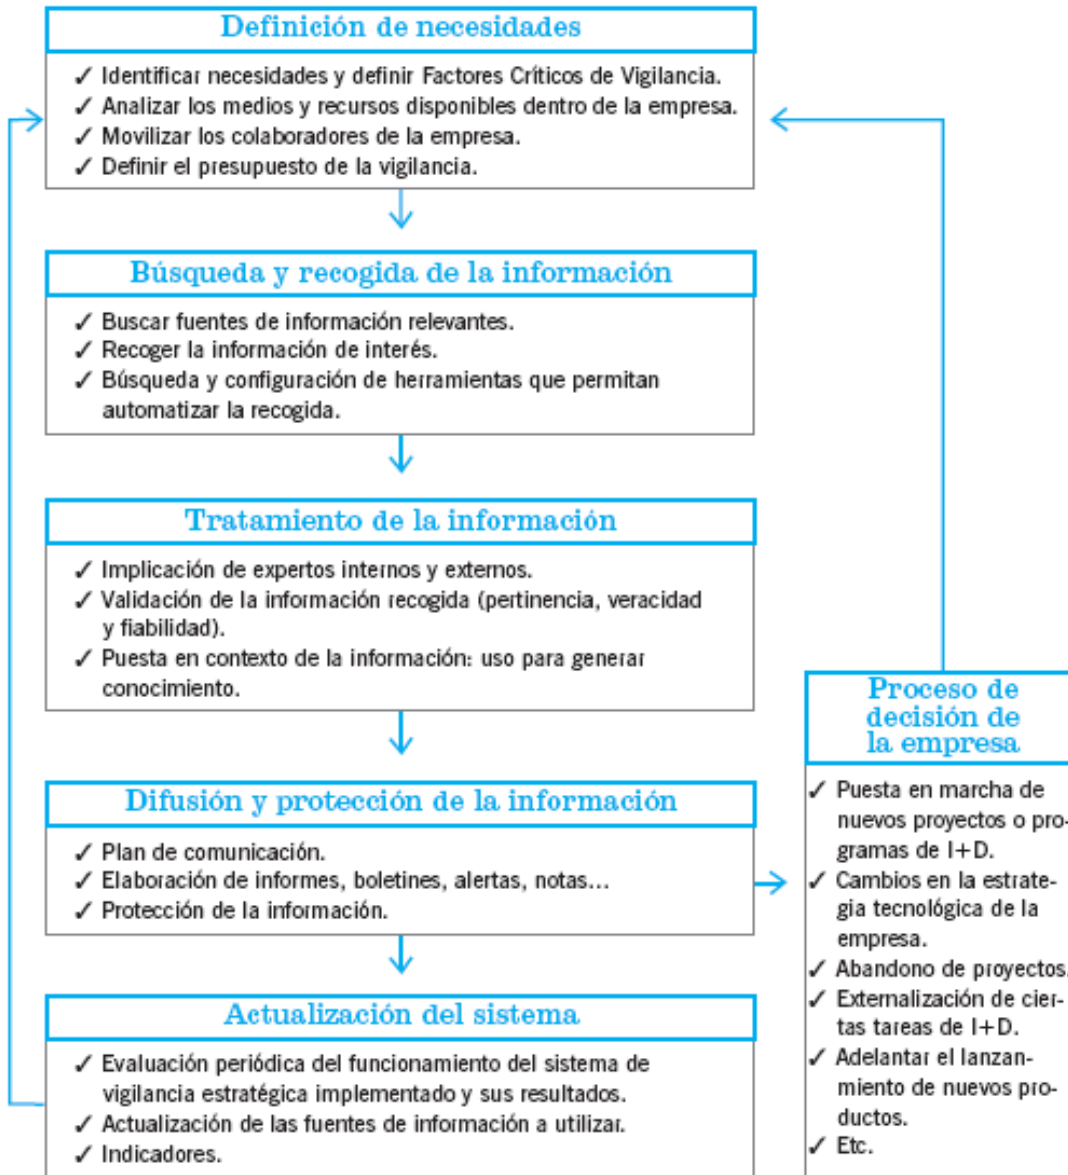 Definición de necesidades
✓ Identificar necesidades y definir Factores Críticos de Vigilancia.
✓ Analizar los medios y recursos disponibles dentro de la empresa.
✓ Movilizar los colaboradores de la empresa.
✓ Definir el presupuesto de la vigilancia.
Búsqueda y recogida de la información
✓ Buscar fuentes de información relevantes.
✓ Recoger la información de interés.
✓ Búsqueda y configuración de herramientas que permitan
automatizar la recogida.
Tratamiento de la información
✓ Implicación de expertos internos y externos.
✓ Validación de la información recogida (pertinencia, veracidad
y fiabilidad).
✓ Puesta en contexto de la información: uso para generar
conocimiento.
Difusión y protección de la información
✓ Plan de comunicación.
✓ Elaboración de informes, boletines, alertas, notas...
✓ Protección de la información.
Actualización del sistema
✓ Evaluación periódica del funcionamiento del sistema de
vigilancia estratégica implementado y sus resultados.
✓ Actualización de las fuentes de información a utilizar.
✓ Indicadores.
Proceso de
decisión de
la empresa
✓ Puesta en marcha de
nuevos proyectos o pro-
gramas de I+D.
✓ Cambios en la estrate-
gia tecnológica de la
empresa.
✓ Abandono de proyectos.
✓ Externalización de cier-
tas tareas de I+D.
✓ Adelantar el lanzan-
miento de nuevos pro-
ductos.
✓ Etc.